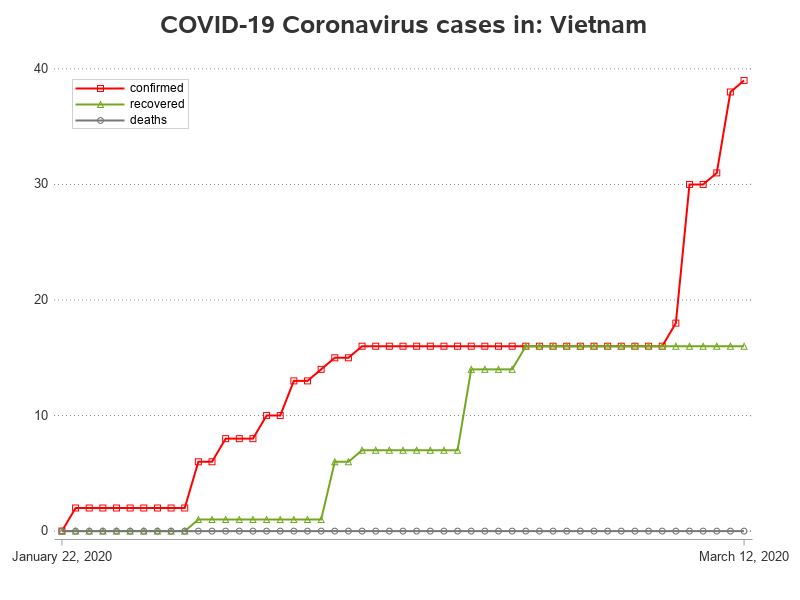 COVID-19 Coronavirus cases in: Vietnam
40
confirmed
recovered
deaths
30
20
10
0
January 22, 2020
March 12, 2020